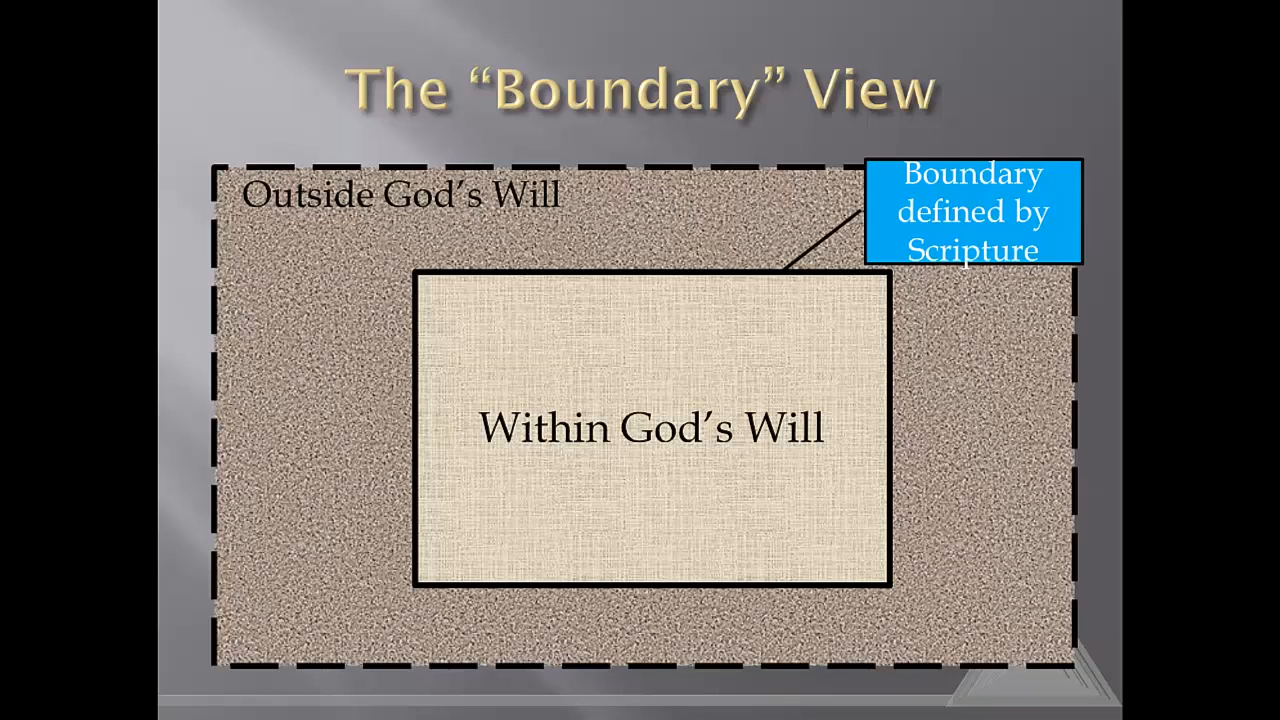 The “Boundary” View
Outside God’s Will
Boundary
defined by
Scripture
Within God’s Will